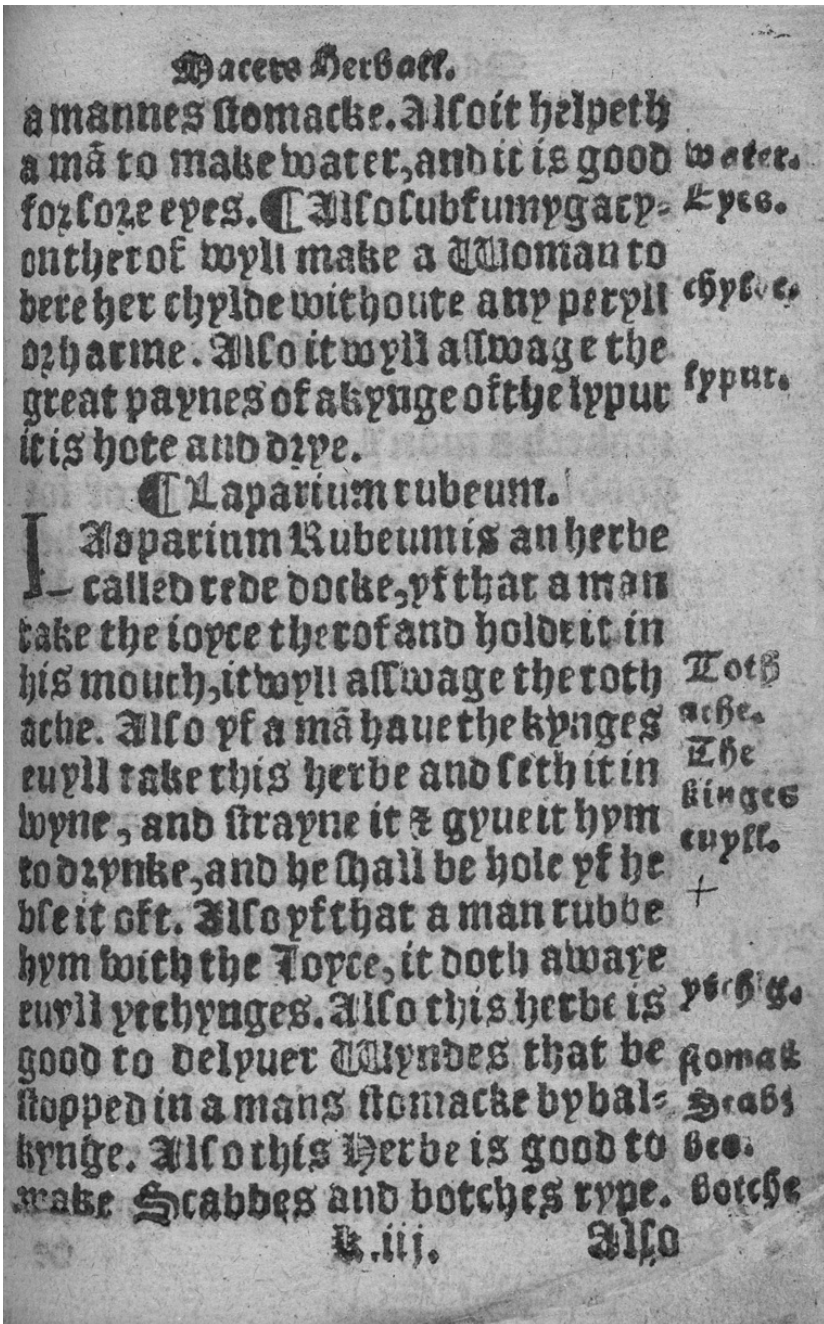 Macers Herball.
a mannes stomacke. Also it helpeth
a mã to make water, and it is good
for sore eyes. ¶ Also subfumygacy-
on therof wyll make a Woman to
bere her chylde withoute any peryll
or harme. Also it wyll asswage the
great paynes of akynge of the lypur
it is hote and drye.
¶ Laparium rubeum.
LAaparium Rubeum is an herbe
called rede docke, yf that a man
take the ioyce therof and holde it in
his mouth, it wyll asswage the toth
ache. Also yf a mã haue the kynges
euyll take this herbe and seth it in
wyne, and strayne it & gyue it hym
to drynke, and he shall be hole yf he
vse it oft. Also yf that a man rubbe
hym with the Ioyce, it doth awaye
euyll ytchynges. Also this herbe is
good to delyuer Wyndes that be
stopped in a mans stomacke by bal-
kynge. Also this Herbe is good to
make Scabbes and botches rype.
k.iij. Also
water.
Eyes.
chylde.
lypur.
Toth
ache.
The
kinges
euyll.
+
stomak
Scabs
bes.
botche